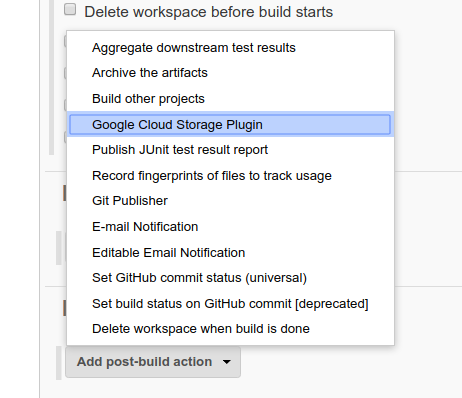 Delete workspace before build starts
Aggregate downstream test results
Archive the artifacts
Build other projects
Google Cloud Storage Plugin
Publish JUnit test result report
Record fingerprints of files to track usage
Git Publisher
E-mail Notification
Editable Email Notification
Set GitHub commit status (universal)
Set build status on GitHub commit [deprecated]
Delete workspace when build is done
Add post-build action